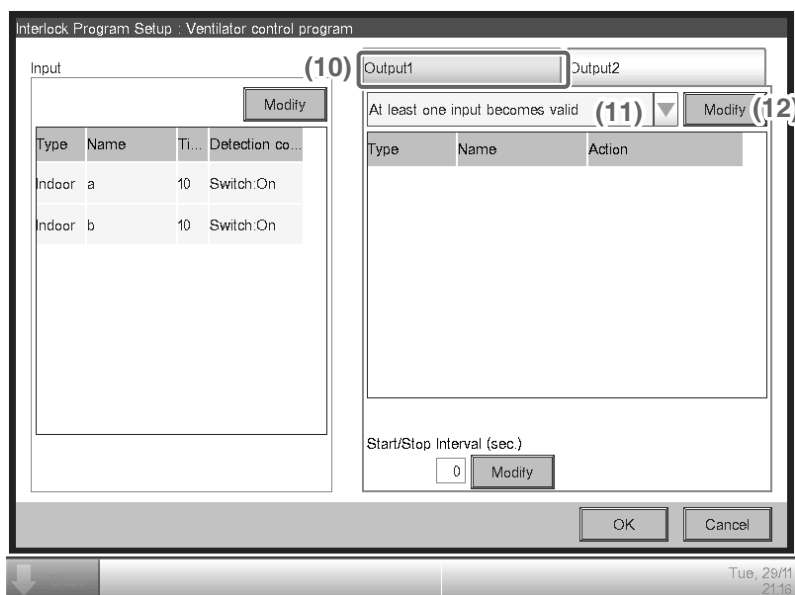 Interlock Program Setup : Ventilator control program
Input
Modify
Type Name Ti... Detection co...
Indoor a 10 Switch:On
Indoor b 10 Switch:On
(10) Output1 Output2
At least one input becomes valid (11) Modify (12)
Type Name Action
Start/Stop Interval (sec.)
0 Modify
OK Cancel
Tue, 29/11
21:16